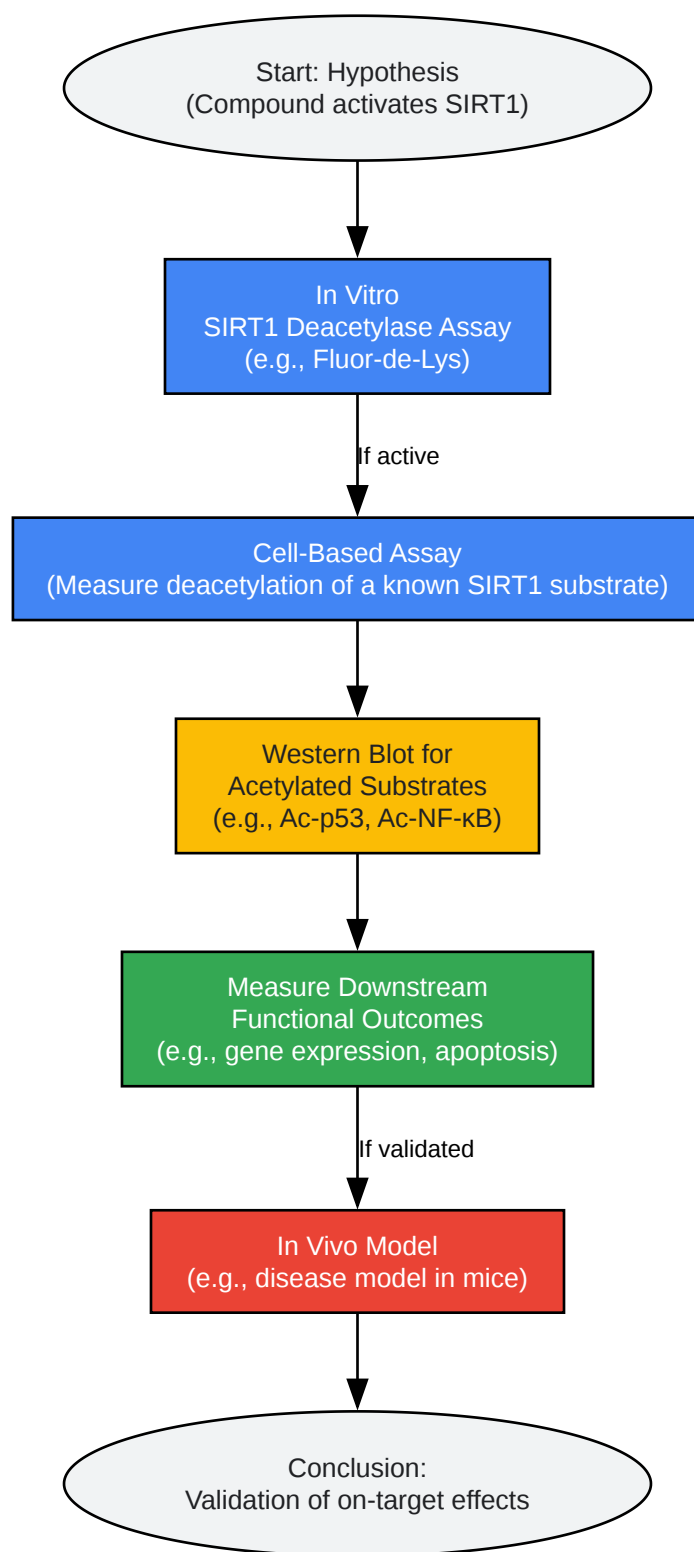 Start: Hypothesis
(Compound activates SIRT1)
In Vitro
SIRT1 Deacetylase Assay
(e.g., Fluor-de-Lys)
If active
Cell-Based Assay
(Measure deacetylation of a known SIRT1 substrate)
Western Blot for
Acetylated Substrates
(e.g., Ac-p53, Ac-NF-κB)
Measure Downstream
Functional Outcomes
(e.g., gene expression, apoptosis)
If validated
In Vivo Model
(e.g., disease model in mice)
Conclusion:
Validation of on-target effects